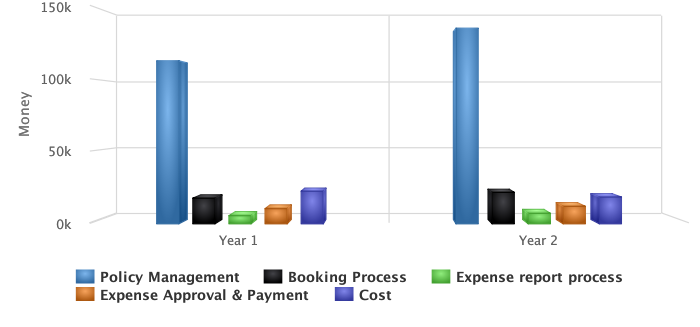 150k
100k
50k
0k
Money
Year 1 Year 2
Policy Management Booking Process Expense report process
Expense Approval & Payment Cost